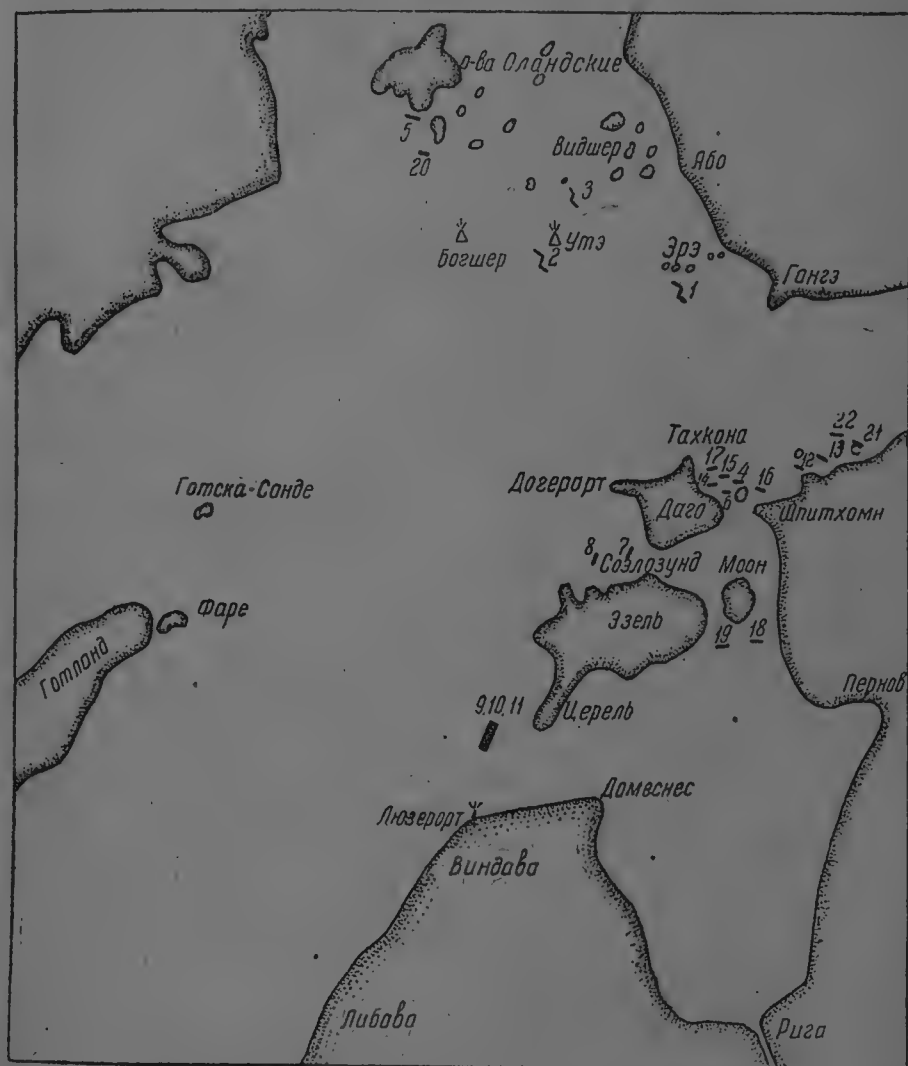 о-ва Оландские
5
20
Видшер
Або
3
Богшер
Утэ
2
Эрэ
1
Гангэ
Тахкона
22
21
17
15
13
12
14
4
16
6
Готска-Сонде
Догерорт
Даго
Шпитхомн
8
7
Соэлозунд
Моон
Фаре
Эзель
19
18
Готланд
Пернов
9,10,11
Церель
Люзерорт
Домеснес
Виндава
Либава
Рига